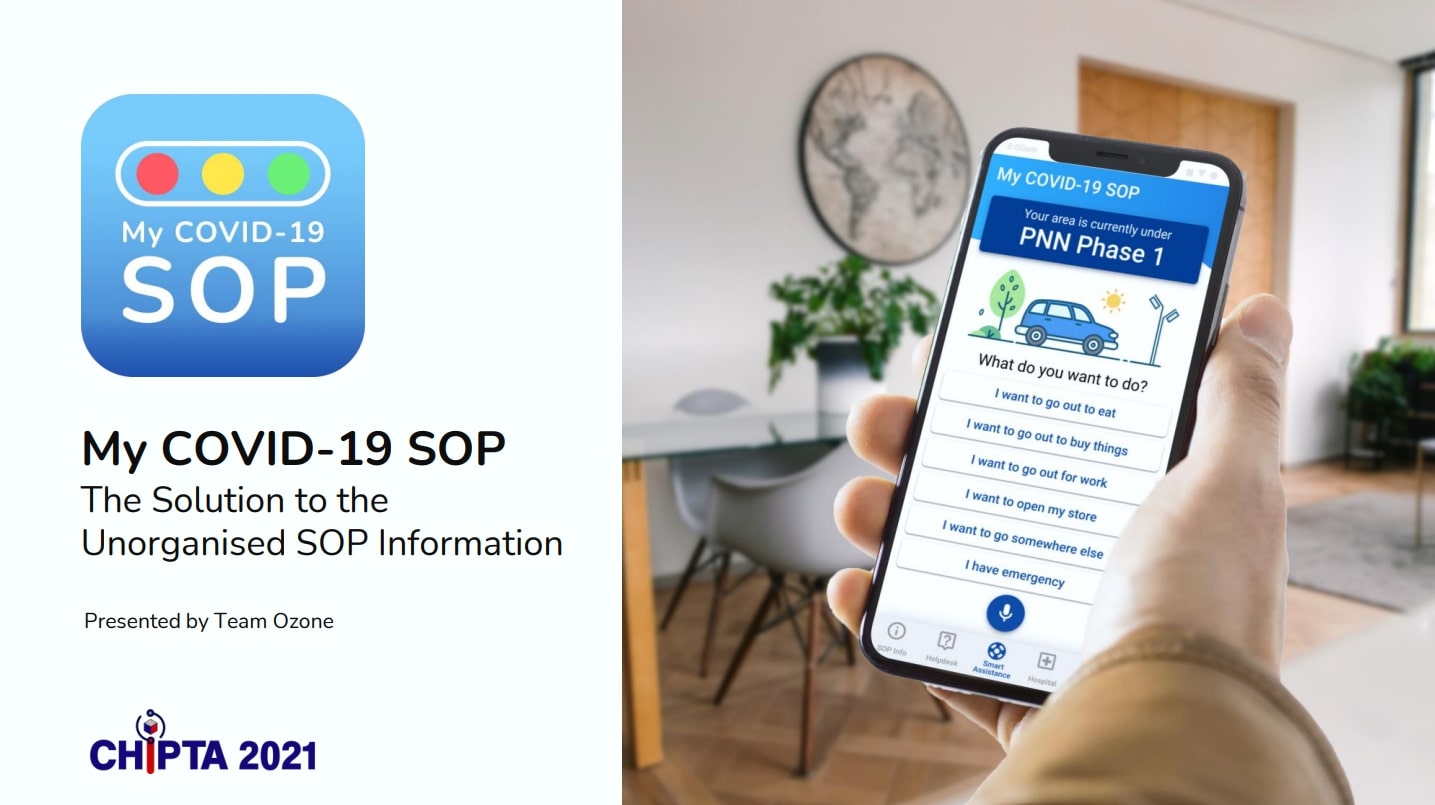 My COVID-19
SOP
My COVID-19 SOP
The Solution to the
Unorganised SOP Information
Presented by Team Ozone
CHIPTA 2021
6:00am
My COVID-19 SOP
Your area is currently under
PNN Phase 1
What do you want to do?
I want to go out to eat
I want to go out to buy things
I want to go out for work
I want to open my store
I want to go somewhere else
I have emergency
SOP Info
Helpdesk
Smart
Assistance
Hospital